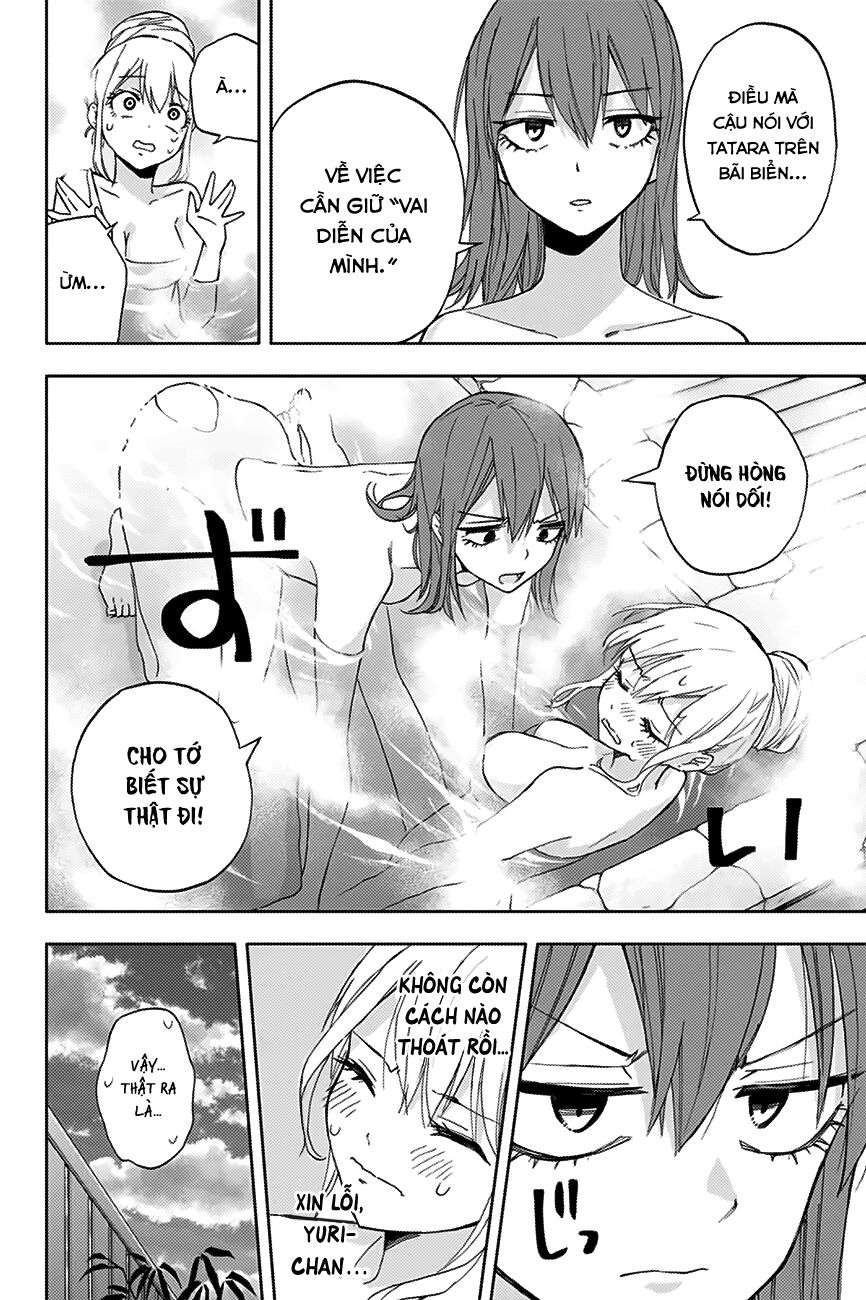 ĐIỀU MÀ
CẬU NÓI VỚI
TATARA TRÊN
BÃI BIỂN...
VỀ VIỆC
CẦN GIỮ “VAI
DIỄN CỦA
MÌNH.”
À...
ỪM...
ĐỪNG HÒNG
NÓI DỐI!
ずいっ
CHO TỚ
BIẾT SỰ
THẬT ĐI!
じっ
KHÔNG CÒN
CÁCH NÀO
THOÁT RỒI...
XIN LỖI,
YURI-
CHAN...
VẬY...
THẬT RA
LÀ...